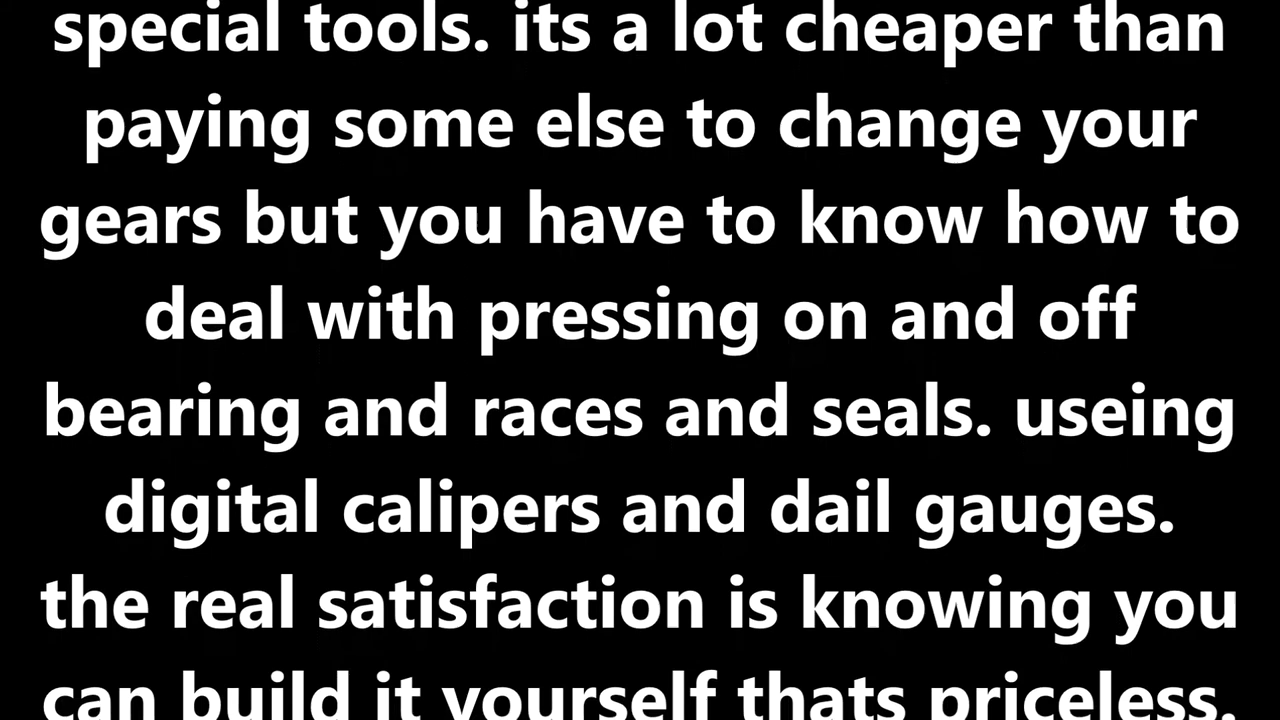 special tools. its a lot cheaper than
paying some else to change your
gears but you have to know how to
deal with pressing on and off
bearing and races and seals. useing
digital calipers and dail gauges.
the real satisfaction is knowing you
can build it yourself thats priceless.